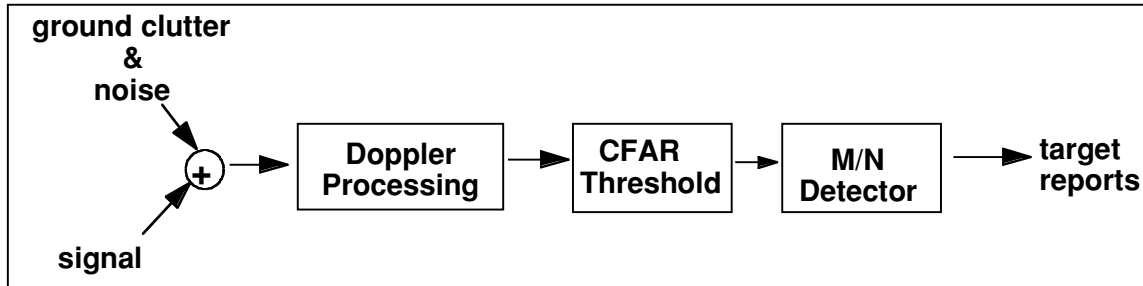 ground clutter
&
noise
+
signal
Doppler
Processing
CFAR
Threshold
M/N
Detector
target
reports